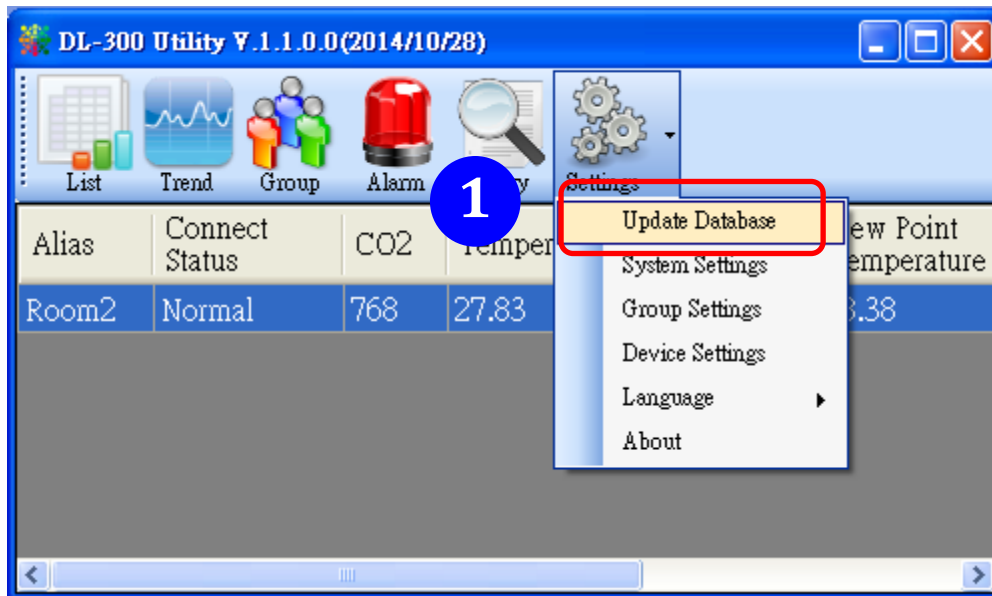 DL-300 Utility V.1.1.0.0(2014/10/28)
List Trend Group Alarm Settings
1
Update Database
System Settings
Group Settings
Device Settings
Language
About
Alias Connect Status CO2
Room2 Normal 768 27.83
Point